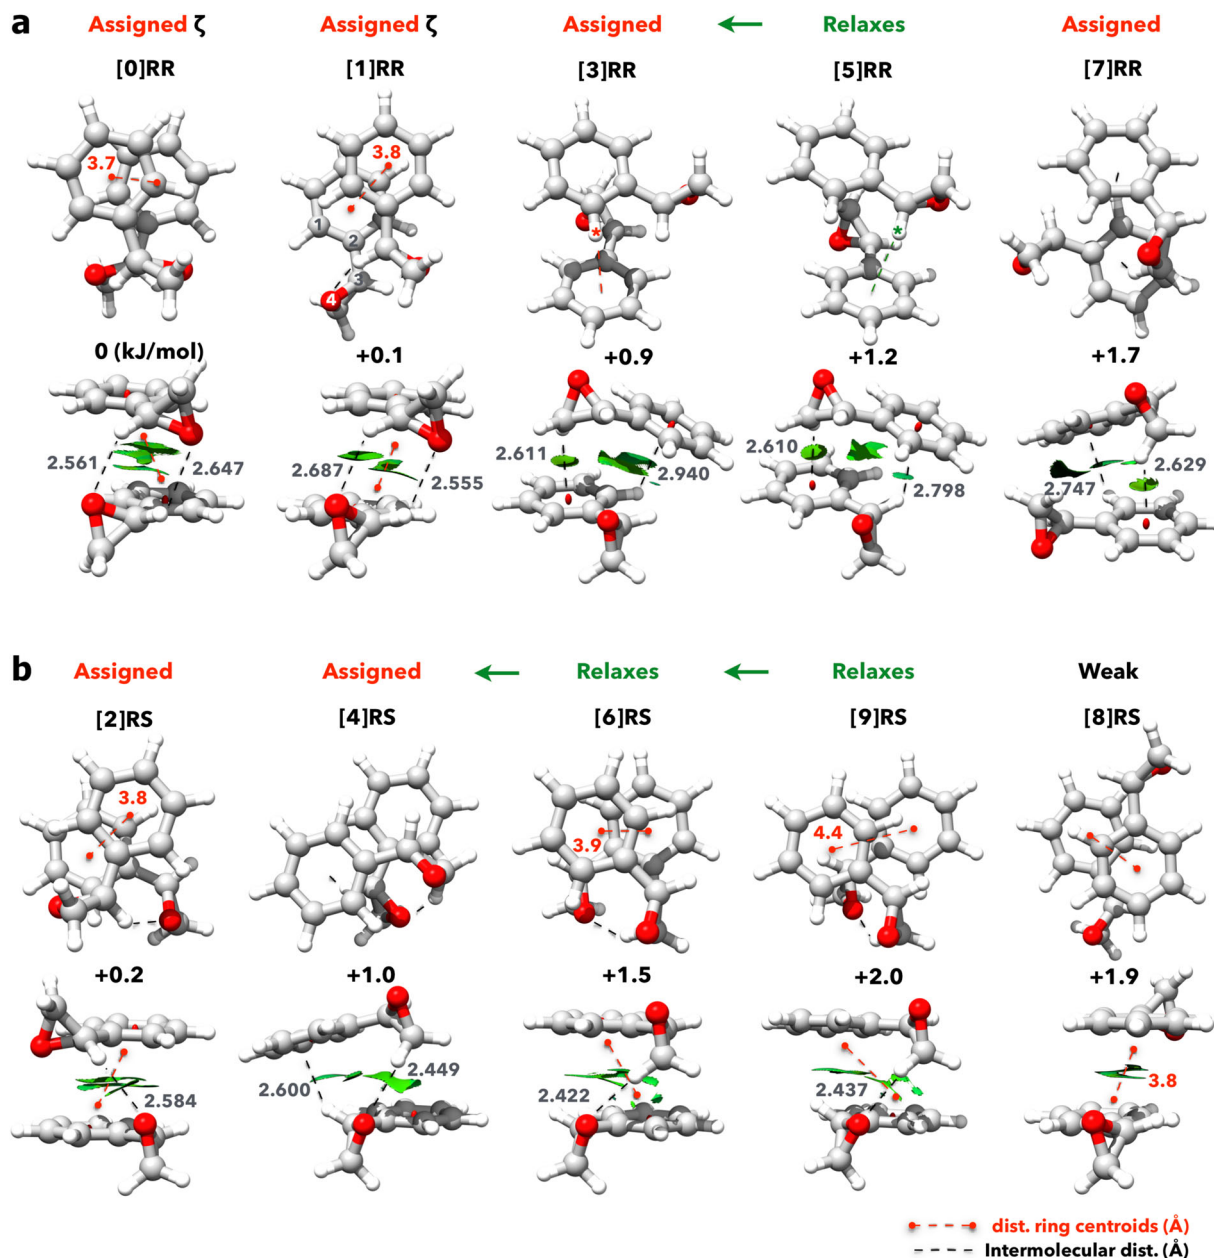 a
Assigned ζ
Assigned ζ
Assigned
Relaxes
Assigned
[0]RR
[1]RR
[3]RR
[5]RR
[7]RR
3.7
3.8
1
2
3
4
*
*
0 (kJ/mol)
+0.1
+0.9
+1.2
+1.7
2.561
2.647
2.687
2.555
2.611
2.940
2.610
2.798
2.747
2.629
b
Assigned
Assigned
Relaxes
Relaxes
Weak
[2]RS
[4]RS
[6]RS
[9]RS
[8]RS
3.8
3.9
4.4
+0.2
+1.0
+1.5
+2.0
+1.9
2.584
2.600
2.449
2.422
2.437
3.8
dist. ring centroids (Å)
Intermolecular dist. (Å)